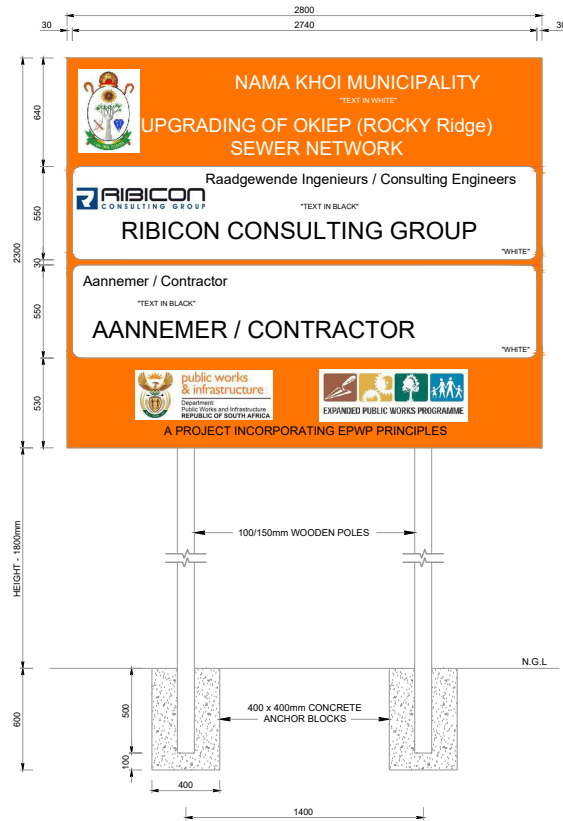 2800
30 2740 30
NAMA KHOI MUNICIPALITY
"TEXT IN WHITE"
UPGRADING OF OKIEP (ROCKY Ridge)
SEWER NETWORK
640
Raadgewende Ingenieurs / Consulting Engineers
RIBICON
CONSULTING GROUP
"TEXT IN BLACK"
RIBICON CONSULTING GROUP
"WHITE"
550
2300
30
Aannemer / Contractor
"TEXT IN BLACK"
AANNEMER / CONTRACTOR
"WHITE"
550
public works
& infrastructure
Department:
Public Works and Infrastructure
REPUBLIC OF SOUTH AFRICA
EXPANDED PUBLIC WORKS PROGRAMME
A PROJECT INCORPORATING EPWP PRINCIPLES
530
100/150mm WOODEN POLES
HEIGHT - 1800mm
N.G.L
400 x 400mm CONCRETE
ANCHOR BLOCKS
600
500
100
400
1400